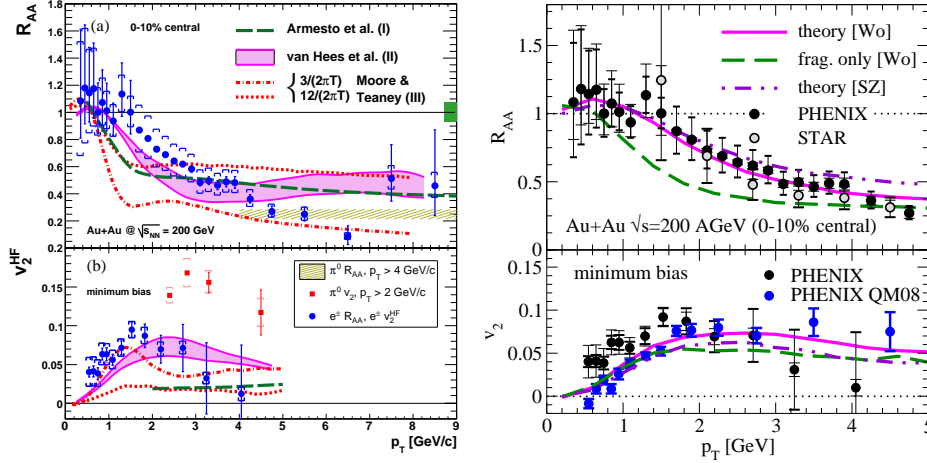 R_AA
(a)
0-10% central
Armesto et al. (I)
van Hees et al. (II)
3/(2πT) Moore &
12/(2πT) Teaney (III)
1.8
1.6
1.4
1.2
1
0.8
0.6
0.4
0.2
Au+Au @ √s_NN = 200 GeV
v_2^HF
(b)
minimum bias
π⁰ R_AA, p_T > 4 GeV/c
π⁰ v_2, p_T > 2 GeV/c
e± R_AA, e± v_2^HF
0.2
0.15
0.1
0.05
0
0 1 2 3 4 5 6 7 8 9
p_T [GeV/c]
R_AA
theory [Wo]
frag. only [Wo]
theory [SZ]
PHENIX
STAR
1.5
1
0.5
Au+Au √s=200 AGeV (0-10% central)
v_2
minimum bias
PHENIX
PHENIX QM08
0.15
0.1
0.05
0
0 1 2 3 4 5
p_T [GeV]